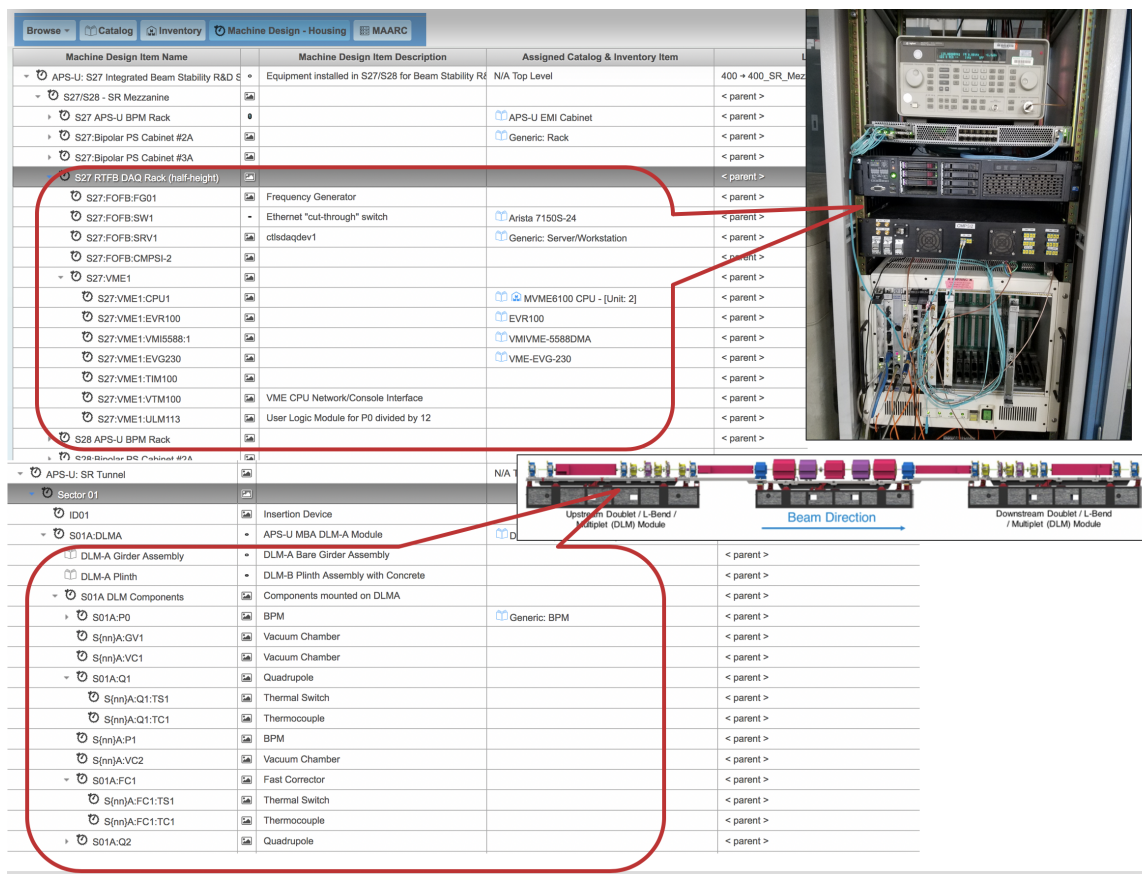 Browse Catalog Inventory Machine Design - Housing MAARC
Machine Design Item Name Machine Design Item Description Assigned Catalog & Inventory Item L
APS-U: S27 Integrated Beam Stability R&D S Equipment installed in S27/S28 for Beam Stability R& N/A Top Level 400 → 400_SR_Mez
S27/S28 - SR Mezzanine < parent >
S27 APS-U BPM Rack APS-U EMI Cabinet < parent >
S27:Bipolar PS Cabinet #2A Generic: Rack < parent >
S27:Bipolar PS Cabinet #3A < parent >
S27 RTFB DAQ Rack (half-height) < parent >
S27:FOFB:FG01 Frequency Generator < parent >
S27:FOFB:SW1 Ethernet "cut-through" switch Arista 7150S-24 < parent >
S27:FOFB:SRV1 ctlsdaqdev1 Generic: Server/Workstation < parent >
S27:FOFB:CMPSI-2 < parent >
S27:VME1 < parent >
S27:VME1:CPU1 MVME6100 CPU - [Unit: 2] < parent >
S27:VME1:EVR100 EVR100 < parent >
S27:VME1:VMI5588:1 VMIVME-5588DMA < parent >
S27:VME1:EVG230 VME-EVG-230 < parent >
S27:VME1:TIM100 < parent >
S27:VME1:VTM100 VME CPU Network/Console Interface < parent >
S27:VME1:ULM113 User Logic Module for P0 divided by 12 < parent >
S28 APS-U BPM Rack < parent >
S28:Bipolar PS Cabinet #2A < parent >
APS-U: SR Tunnel N/A T
Sector 01
ID01 Insertion Device
S01A:DLMA APS-U MBA DLM-A Module D
Upstream Doublet / L-Bend /
Multiplet (DLM) Module
Beam Direction
Downstream Doublet / L-Bend
/ Multiplet (DLM) Module
DLM-A Girder Assembly DLM-A Bare Girder Assembly < parent >
DLM-A Plinth DLM-B Plinth Assembly with Concrete < parent >
S01A DLM Components Components mounted on DLMA < parent >
S01A:P0 BPM Generic: BPM < parent >
S{nn}A:GV1 Vacuum Chamber < parent >
S{nn}A:VC1 Vacuum Chamber < parent >
S01A:Q1 Quadrupole < parent >
S{nn}A:Q1:TS1 Thermal Switch < parent >
S{nn}A:Q1:TC1 Thermocouple < parent >
S{nn}A:P1 BPM < parent >
S{nn}A:VC2 Vacuum Chamber < parent >
S01A:FC1 Fast Corrector < parent >
S{nn}A:FC1:TS1 Thermal Switch < parent >
S{nn}A:FC1:TC1 Thermocouple < parent >
S01A:Q2 Quadrupole < parent >